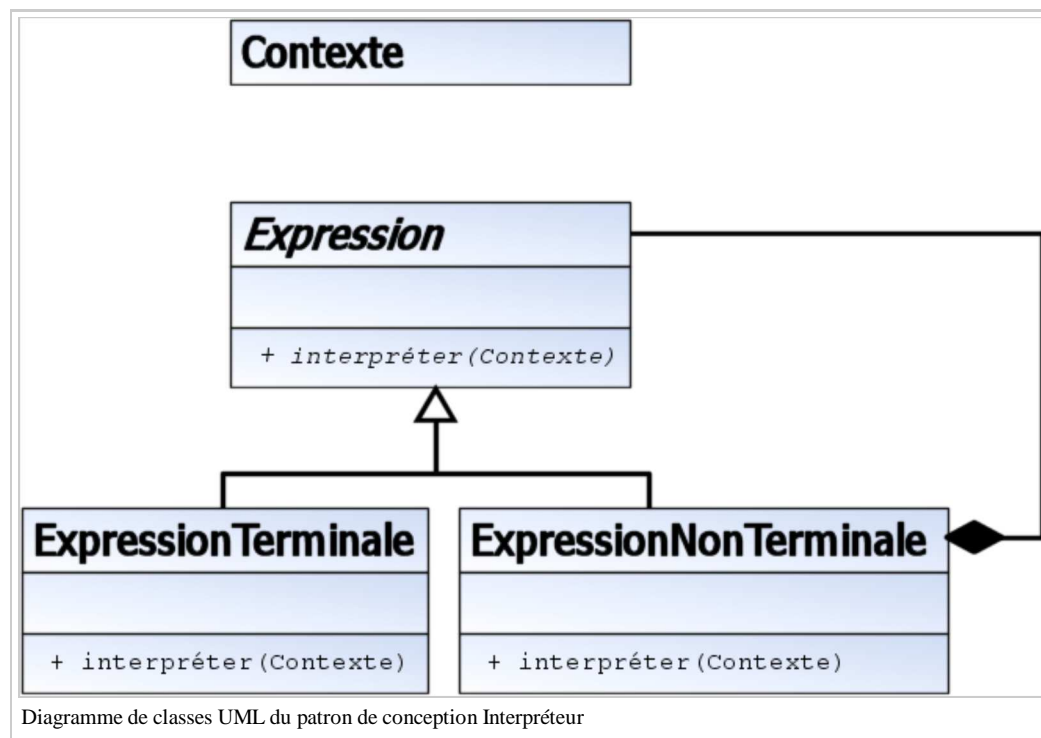 Contexte
Expression
+ interpréter(Contexte)
ExpressionTerminale
+ interpréter(Contexte)
ExpressionNonTerminale
+ interpréter(Contexte)
Diagramme de classes UML du patron de conception Interpréteur